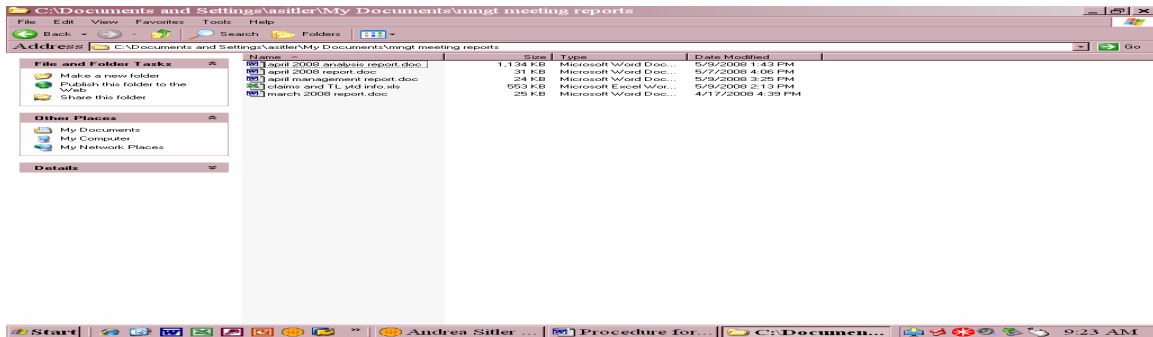 C:\Documents and Settings\asitler\My Documents\mngt meeting reports
File Edit View Favorites Tools Help
Back Search Folders
Address C:\Documents and Settings\asitler\My Documents\mngt meeting reports Go
File and Folder Tasks
Make a new folder
Publish this folder to the
Web
Share this folder
Other Places
My Documents
My Computer
My Network Places
Details
Name Size Type Date Modified
april 2008 analysis report.doc 1,134 KB Microsoft Word Doc... 5/9/2008 1:43 PM
april 2008 report.doc 31 KB Microsoft Word Doc... 5/7/2008 4:06 PM
april management report.doc 24 KB Microsoft Word Doc... 5/9/2008 3:25 PM
claims and TL ytd info.xls 553 KB Microsoft Excel Wor... 5/9/2008 2:13 PM
march 2008 report.doc 25 KB Microsoft Word Doc... 4/17/2008 4:39 PM
Start Andrea Sitler ... Procedure for... C:\Documen... 9:23 AM